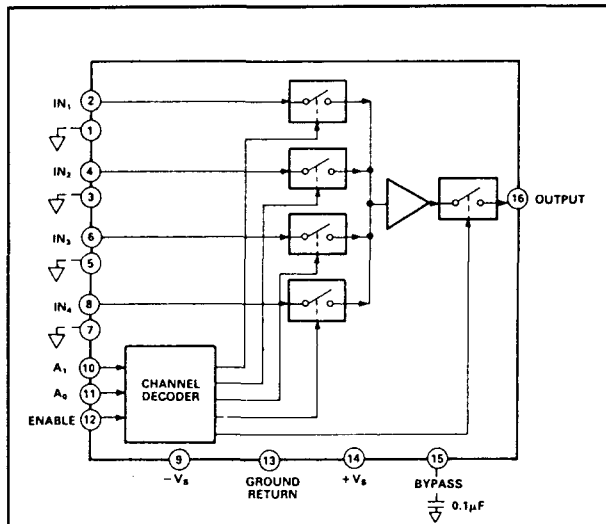 IN₁ 2
1
IN₂ 4
3
IN₃ 6
5
IN₄ 8
7
A₁ 10
A₀ 11
ENABLE 12
CHANNEL
DECODER
16 OUTPUT
9 13 14 15
−Vs GROUND
RETURN +Vs BYPASS
0.1μF